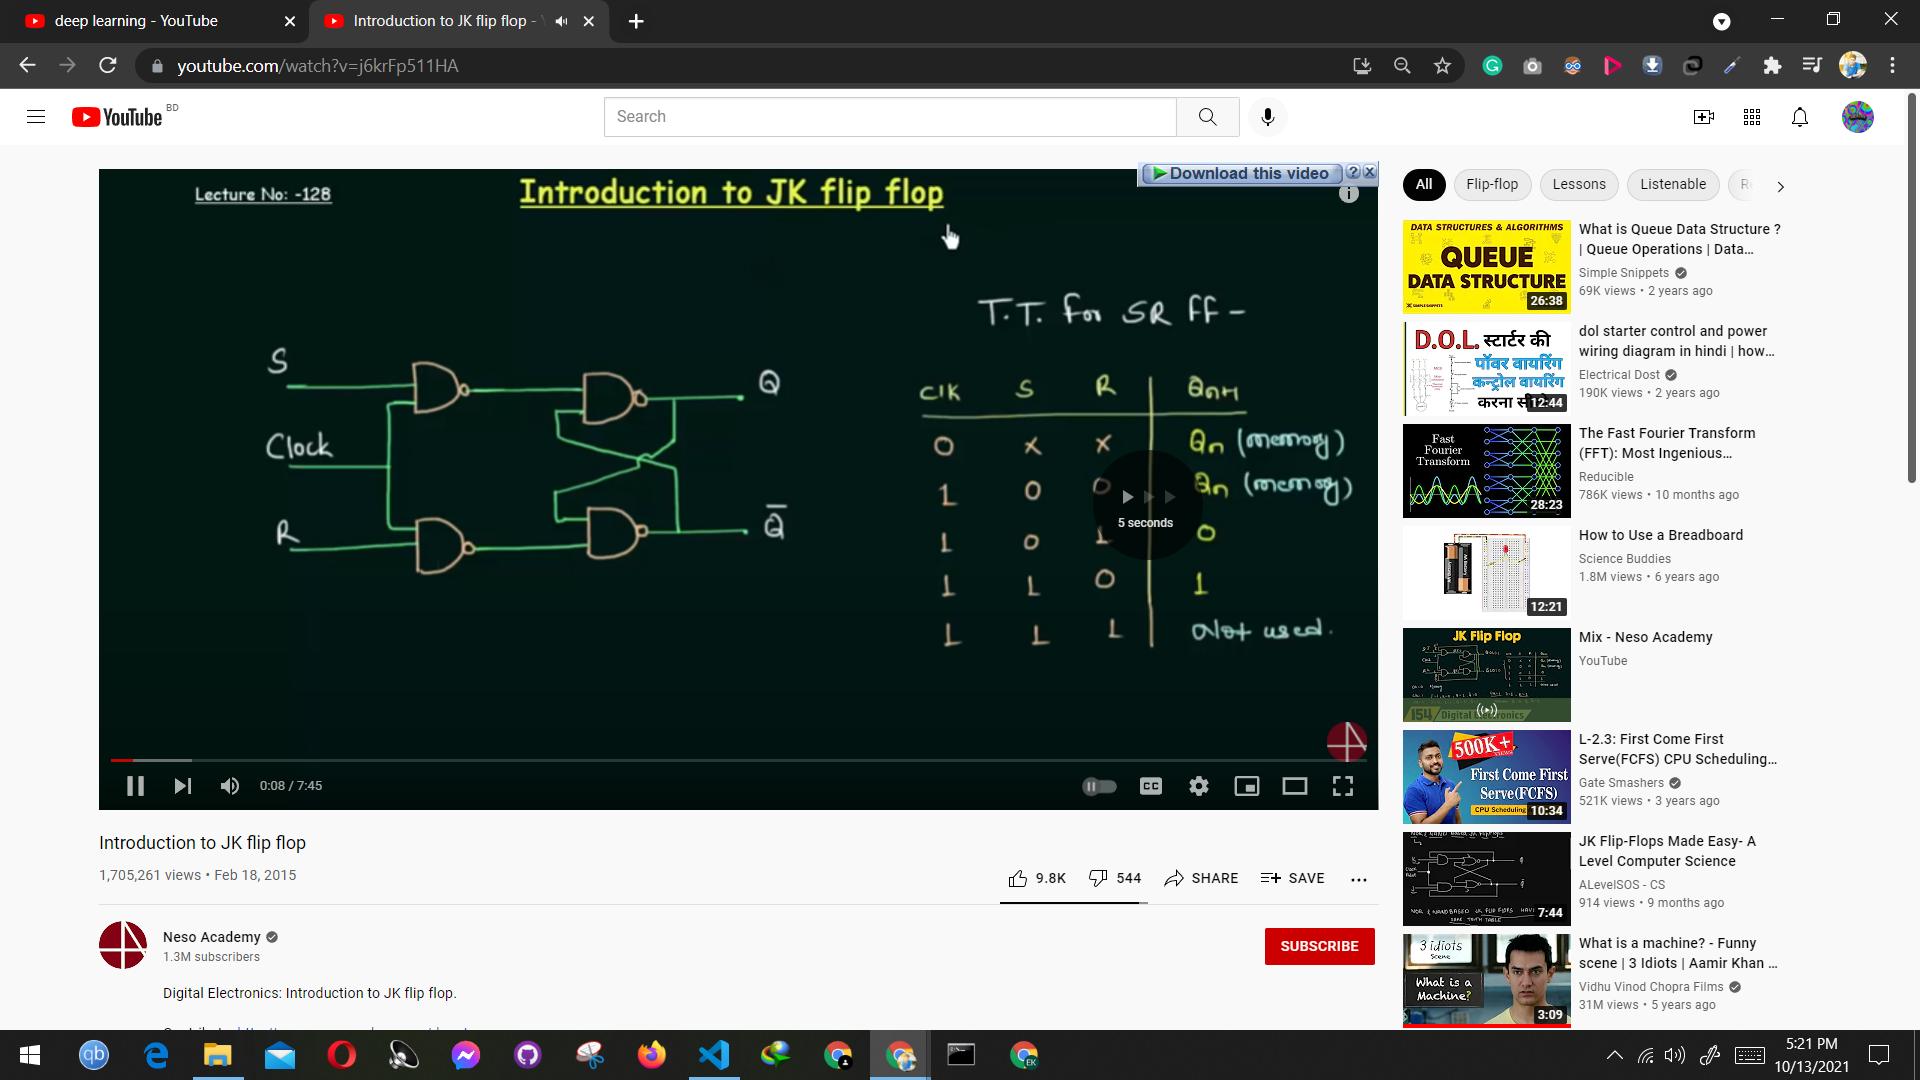 deep learning - YouTube
Introduction to JK flip flop -
youtube.com/watch?v=j6krFp511HA
YouTube BD
Search
Download this video
Lecture No: -128
Introduction to JK flip flop
T.T. for SR ff -
S
Q
Clock
R
Q̅
Clk S R Qn+1
0 x x Qn (memory)
1 0 0 Qn (memory)
1 0 1 0
1 1 0 1
1 1 1 Not used.
5 seconds
0:08 / 7:45
CC
Introduction to JK flip flop
1,705,261 views • Feb 18, 2015
9.8K
544
SHARE
SAVE
Neso Academy
1.3M subscribers
SUBSCRIBE
Digital Electronics: Introduction to JK flip flop.
All
Flip-flop
Lessons
Listenable
DATA STRUCTURES & ALGORITHMS
QUEUE
DATA STRUCTURE
26:38
What is Queue Data Structure ?
| Queue Operations | Data...
Simple Snippets
69K views • 2 years ago
D.O.L. स्टार्टर की
पॉवर वायरिंग
कन्ट्रोल वायरिंग
12:44
dol starter control and power
wiring diagram in hindi | how...
Electrical Dost
190K views • 2 years ago
Fast
Fourier
Transform
28:23
The Fast Fourier Transform
(FFT): Most Ingenious...
Reducible
786K views • 10 months ago
12:21
How to Use a Breadboard
Science Buddies
1.8M views • 6 years ago
JK Flip Flop
154 Digital Electronics
Mix - Neso Academy
YouTube
500K+
VIEWS
First Come First
Serve(FCFS)
CPU Scheduling
10:34
L-2.3: First Come First
Serve(FCFS) CPU Scheduling...
Gate Smashers
521K views • 3 years ago
7:44
JK Flip-Flops Made Easy- A
Level Computer Science
ALevelSOS - CS
914 views • 9 months ago
3 idiots
scene
What is a
Machine?
3:09
What is a machine? - Funny
scene | 3 Idiots | Aamir Khan ...
Vidhu Vinod Chopra Films
31M views • 5 years ago
qb
EK
5:21 PM
10/13/2021